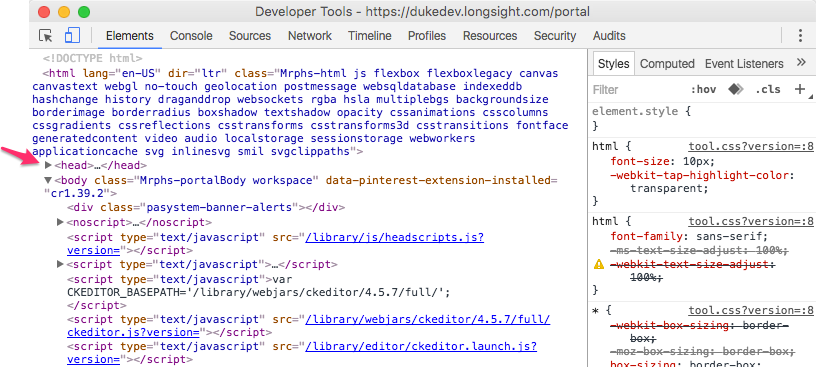 Developer Tools - https://dukedev.longsight.com/portal
Elements Console Sources Network Timeline Profiles Resources Security Audits
<!DOCTYPE html>
<html lang="en-US" dir="ltr" class="Mrphs-html js flexbox flexboxlegacy canvas
canvastext webgl no-touch geolocation postmessage websqldatabase indexeddb
hashchange history draganddrop websockets rgba hsla multiplebgs backgroundsize
borderimage borderradius boxshadow textshadow opacity cssanimations csscolumns
cssgradients cssreflections csstransforms csstransforms3d csstransitions fontface
generatedcontent video audio localstorage sessionstorage webworkers
applicationcache svg inlinesvg smil svgclippaths">
▶<head>…</head>
▼<body class="Mrphs-portalBody workspace" data-pinterest-extension-installed=
"cr1.39.2">
<div class="pasystem-banner-alerts"></div>
▶<noscript>…</noscript>
<script type="text/javascript" src="/library/js/headscripts.js?
version="></script>
▶<script type="text/javascript">…</script>
<script type="text/javascript">var
CKEDITOR_BASEPATH='/library/webjars/ckeditor/4.5.7/full/';
</script>
<script type="text/javascript" src="/library/webjars/ckeditor/4.5.7/full/
ckeditor.js?version="></script>
<script type="text/javascript" src="/library/editor/ckeditor.launch.js?
version="></script>
Styles Computed Event Listeners »
Filter :hov .cls +
element.style {
}
html { tool.css?version=:8
font-size: 10px;
-webkit-tap-highlight-color:
transparent;
}
html { tool.css?version=:8
font-family: sans-serif;
-ms-text-size-adjust: 100%;
-webkit-text-size-adjust:
100%;
}
* { tool.css?version=:8
-webkit-box-sizing: border-
box;
-moz-box-sizing: border-box;
box-sizing: border-box;